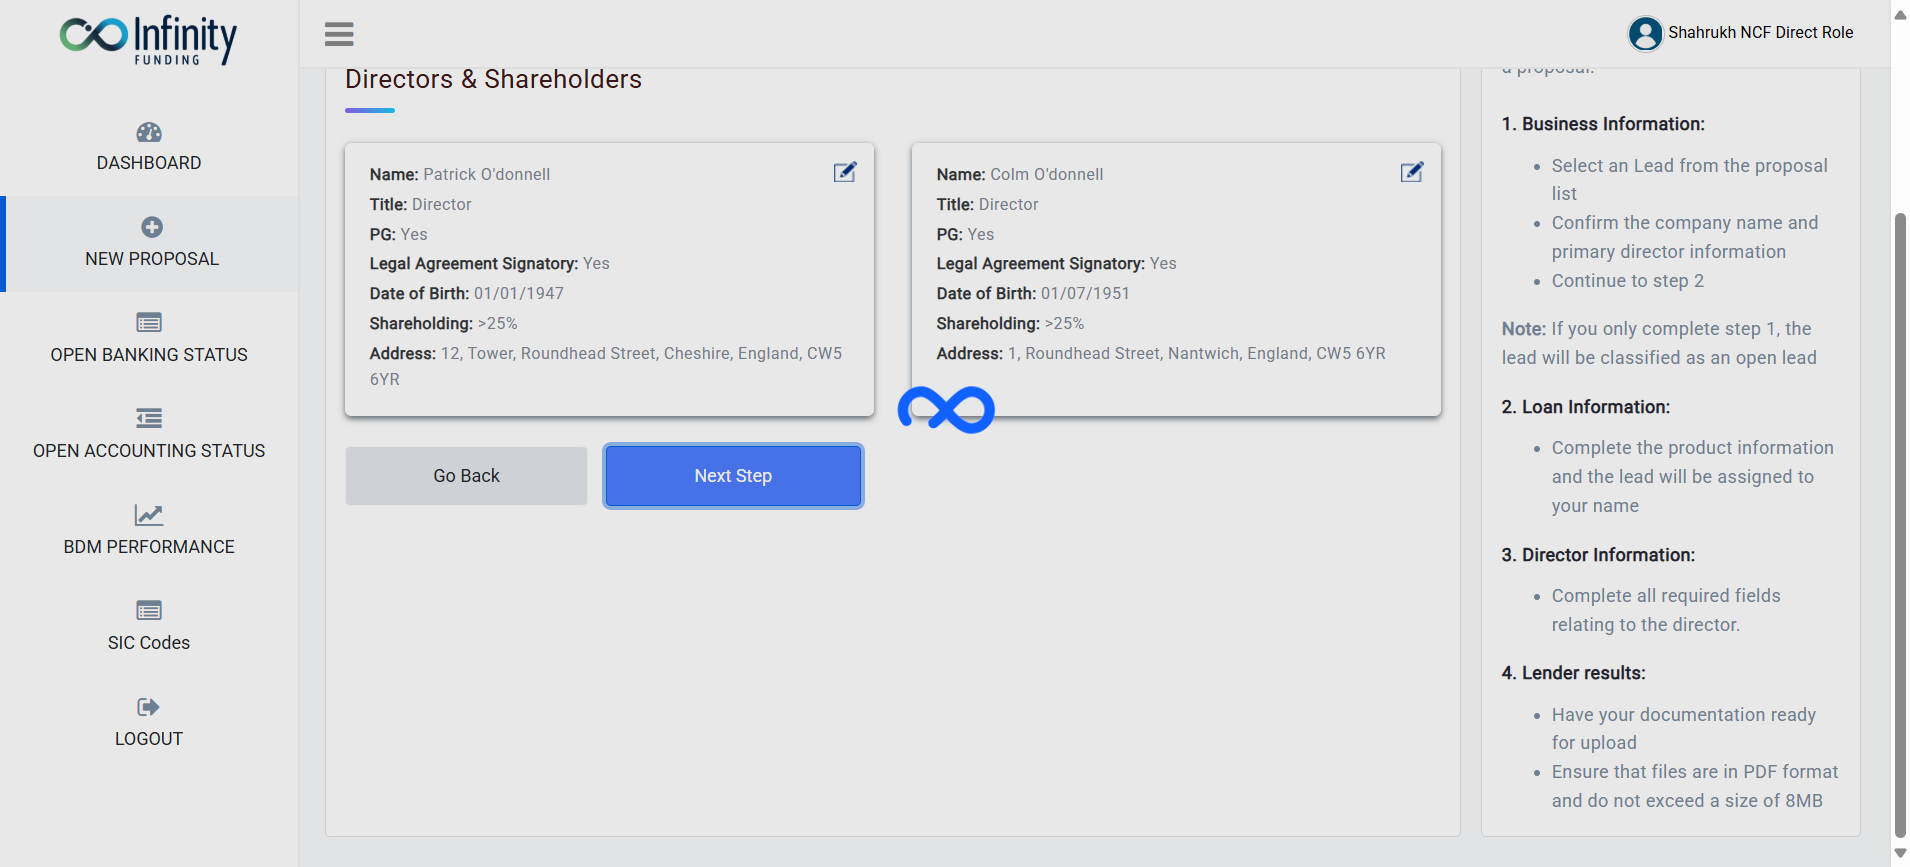 Infinity
FUNDING
Shahrukh NCF Direct Role
DASHBOARD
NEW PROPOSAL
OPEN BANKING STATUS
OPEN ACCOUNTING STATUS
BDM PERFORMANCE
SIC Codes
LOGOUT
Directors & Shareholders
Name: Patrick O'donnell
Title: Director
PG: Yes
Legal Agreement Signatory: Yes
Date of Birth: 01/01/1947
Shareholding: >25%
Address: 12, Tower, Roundhead Street, Cheshire, England, CW5
6YR
Name: Colm O'donnell
Title: Director
PG: Yes
Legal Agreement Signatory: Yes
Date of Birth: 01/07/1951
Shareholding: >25%
Address: 1, Roundhead Street, Nantwich, England, CW5 6YR
Go Back
Next Step
a proposal.
1. Business Information:
• Select an Lead from the proposal
list
• Confirm the company name and
primary director information
• Continue to step 2
Note: If you only complete step 1, the
lead will be classified as an open lead
2. Loan Information:
• Complete the product information
and the lead will be assigned to
your name
3. Director Information:
• Complete all required fields
relating to the director.
4. Lender results:
• Have your documentation ready
for upload
• Ensure that files are in PDF format
and do not exceed a size of 8MB